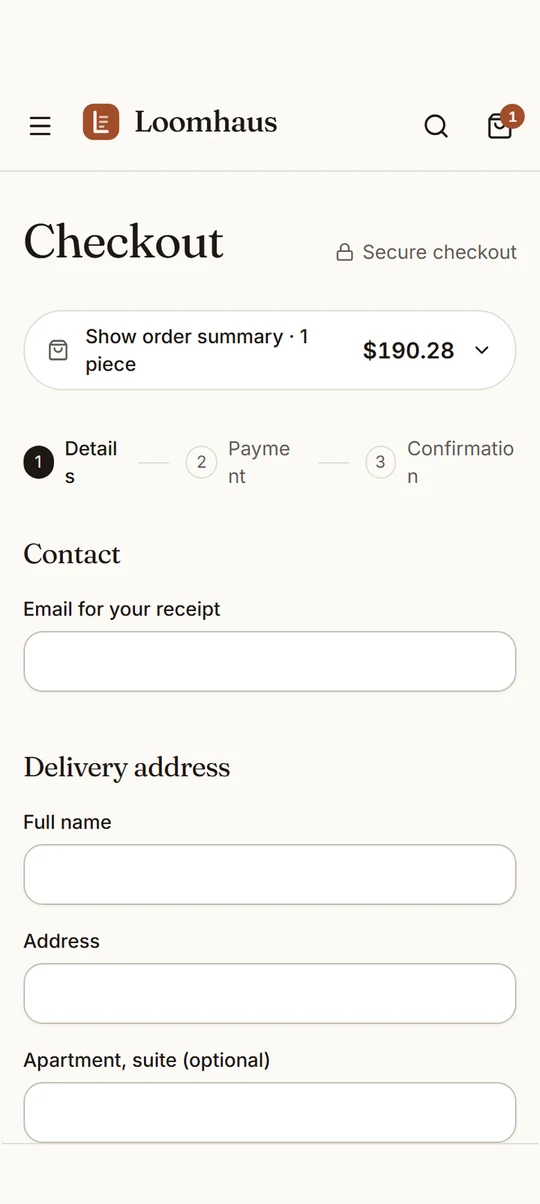 Loomhaus
1
Checkout
Secure checkout
Show order summary · 1
piece
$190.28
1
Detail
s
2
Payme
nt
3
Confirmatio
n
Contact
Email for your receipt
Delivery address
Full name
Address
Apartment, suite (optional)